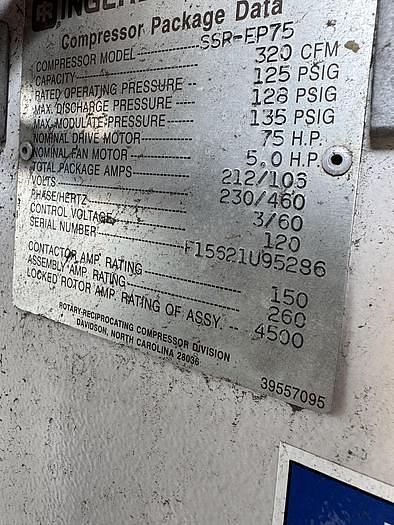 Compressor Package Data
COMPRESSOR MODEL SSR-EP75
CAPACITY 320 CFM
RATED OPERATING PRESSURE 125 PSIG
MAX. DISCHARGE PRESSURE 128 PSIG
MAX. MODULATE PRESSURE 135 PSIG
NOMINAL DRIVE MOTOR 75 H.P.
NOMINAL FAN MOTOR 5.0 H.P.
TOTAL PACKAGE AMPS 212/106
VOLTS 230/460
PHASE/HERTZ 3/60
CONTROL VOLTAGE 120
SERIAL NUMBER F15621U95286
CONTACTOR AMP RATING 150
ASSEMBLY AMP. RATING 260
LOCKED ROTOR AMP RATING OF ASSY. 4500
ROTARY-RECIPROCATING COMPRESSOR DIVISION
DAVIDSON, NORTH CAROLINA 28036
39557095